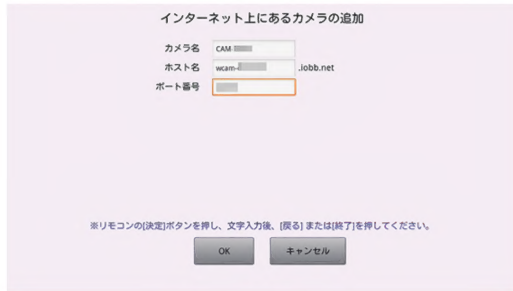 インターネット上にあるカメラの追加
カメラ名 CAM-
ホスト名 wcam- .iobb.net
ポート番号
※リモコンの[決定]ボタンを押し、文字入力後、[戻る] または[終了]を押してください。
OK キャンセル